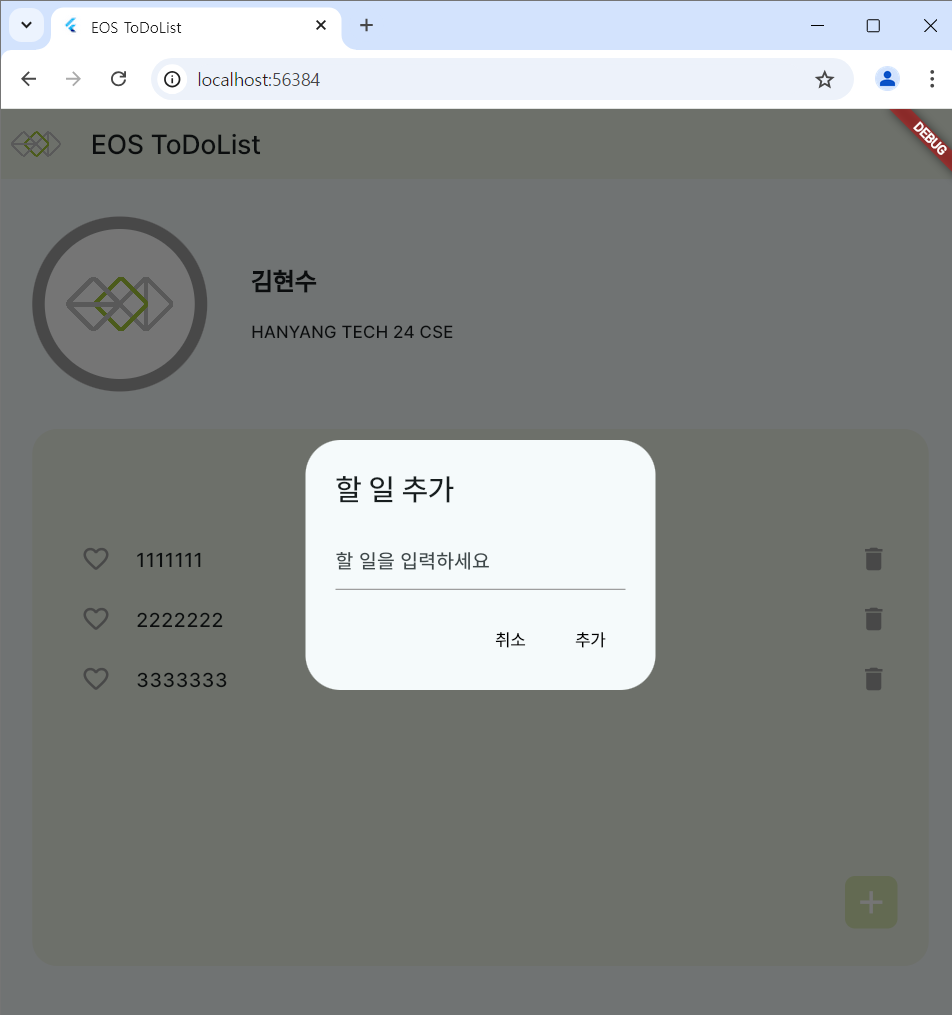 EOS ToDoList
localhost:56384
EOS ToDoList
DEBUG
김현수
HANYANG TECH 24 CSE
할 일 추가
할 일을 입력하세요
취소 추가
1111111
2222222
3333333